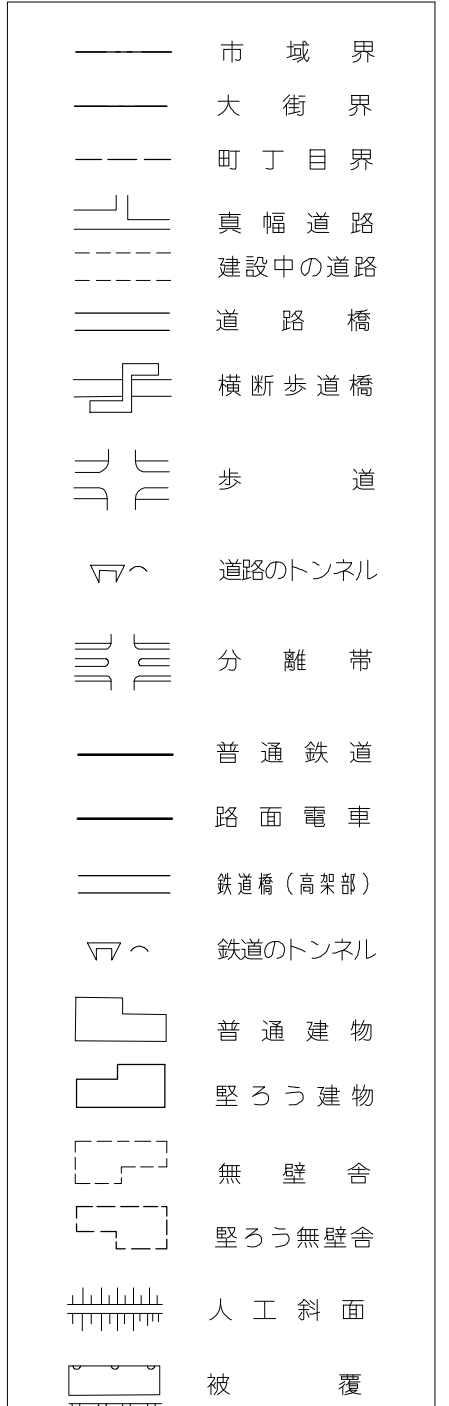 市域界
大街界
町丁目界
真幅道路
建設中の道路
道路橋
横断歩道橋
歩道
道路のトンネル
分離帯
普通鉄道
路面電車
鉄道橋（高架部）
鉄道のトンネル
普通建物
堅ろう建物
無壁舎
堅ろう無壁舎
人工斜面
被覆